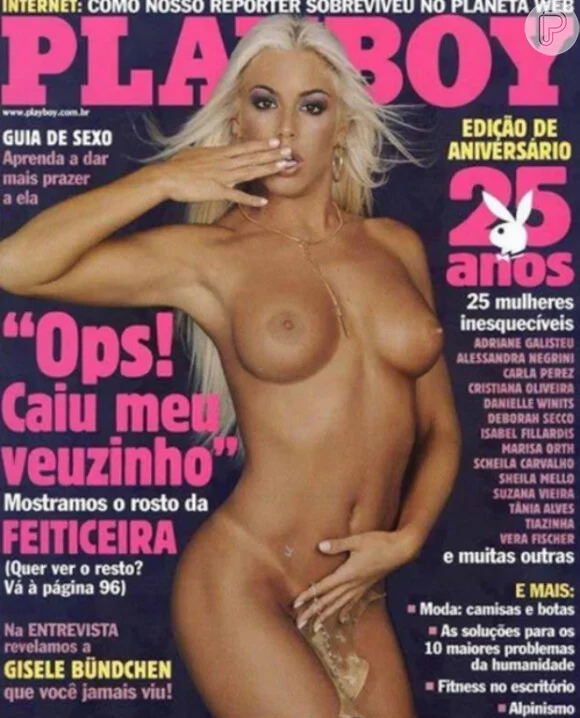 INTERNET: COMO NOSSO REPÓRTER SOBREVIVEU NO PLANETA WEB
PLAYBOY
www.playboy.com.br
GUIA DE SEXO
Aprenda a dar
mais prazer
a ela
EDIÇÃO DE
ANIVERSÁRIO
25
anos
25 mulheres
inesquecíveis
ADRIANE GALISTEU
ALESSANDRA NEGRINI
CARLA PEREZ
CRISTIANA OLIVEIRA
DANIELLE WINITS
DEBORAH SECCO
ISABEL FILLARDIS
MARISA ORTH
SCHEILA CARVALHO
SHEILA MELLO
SUZANA VIEIRA
TÂNIA ALVES
TIAZINHA
VERA FISCHER
e muitas outras
“Ops!
Caiu meu
veuzinho”
Mostramos o rosto da
FEITICEIRA
(Quer ver o resto?
Vá à página 96)
Na ENTREVISTA
revelamos a
GISELE BÜNDCHEN
que você jamais viu!
E MAIS:
Moda: camisas e botas
As soluções para os
10 maiores problemas
da humanidade
Fitness no escritório
Alpinismo